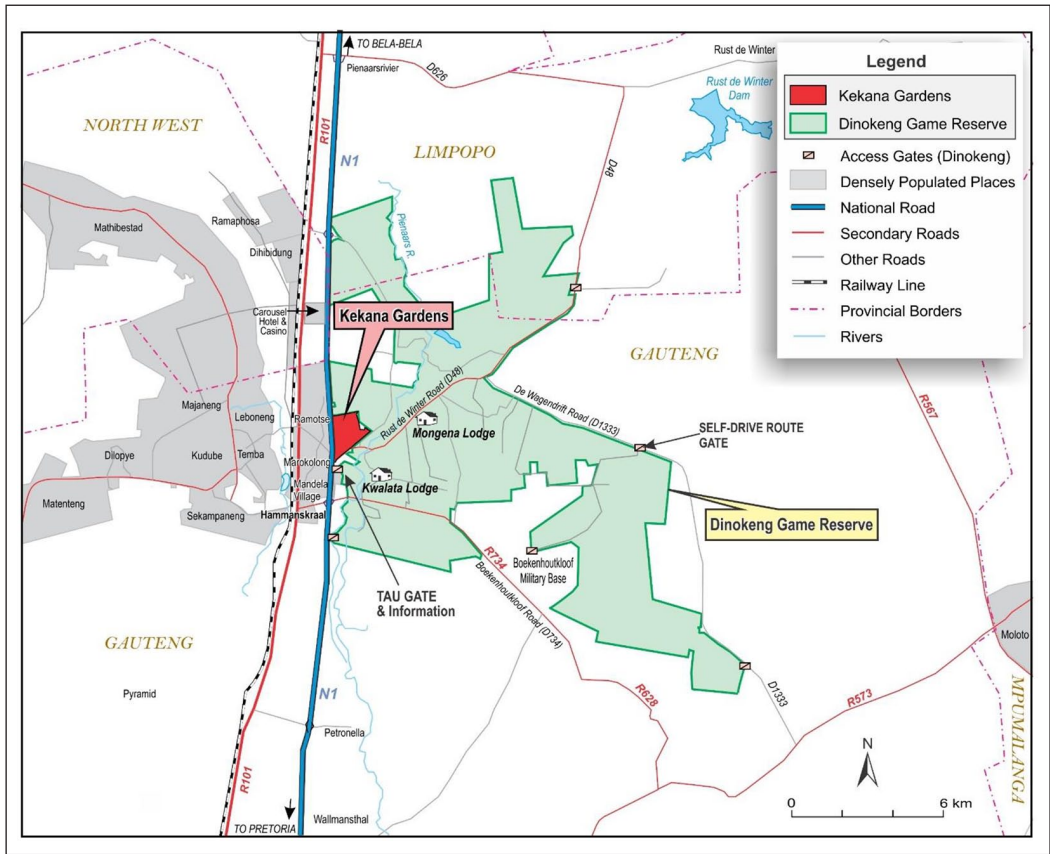 TO BELA-BELA
Pienaarsrivier
D626
Rust de Winter
Rust de Winter
Dam
NORTH WEST
R101
N1
LIMPOPO
D48
Legend
Kekana Gardens
Dinokeng Game Reserve
Access Gates (Dinokeng)
Densely Populated Places
National Road
Secondary Roads
Other Roads
Railway Line
Provincial Borders
Rivers
Mathibestad
Ramaphosa
Dihibidung
Pienaars R.
Carousel
Hotel &
Casino
Kekana Gardens
GAUTENG
R567
Majaneng
Leboneng
Ramotse
Rust de Winter Road (D48)
De Wagendrift Road (D1333)
SELF-DRIVE ROUTE
GATE
Mongena Lodge
Dilopye
Kudube
Temba
Marokolong
Kwalata Lodge
Mandela
Village
Matenteng
Sekampaneng
Hammanskraal
Dinokeng Game Reserve
R734
Boekenhoutkloof Road (D734)
Boekenhoutkloof
Military Base
TAU GATE
& Information
GAUTENG
Moloto
Pyramid
N1
R628
D1333
R573
MPUMALANGA
Petronella
R101
N
0 6 km
TO PRETORIA
Wallmansthal